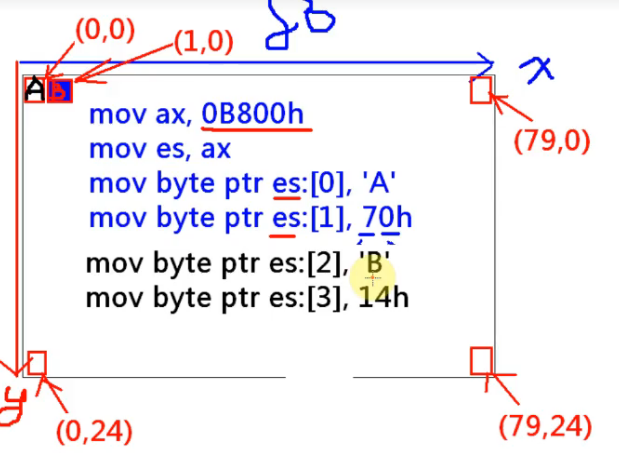 80
(0,0)
(1,0)
x
A B
(79,0)
mov ax, 0B800h
mov es, ax
mov byte ptr es:[0], 'A'
mov byte ptr es:[1], 70h
mov byte ptr es:[2], 'B'
mov byte ptr es:[3], 14h
y
(0,24)
(79,24)